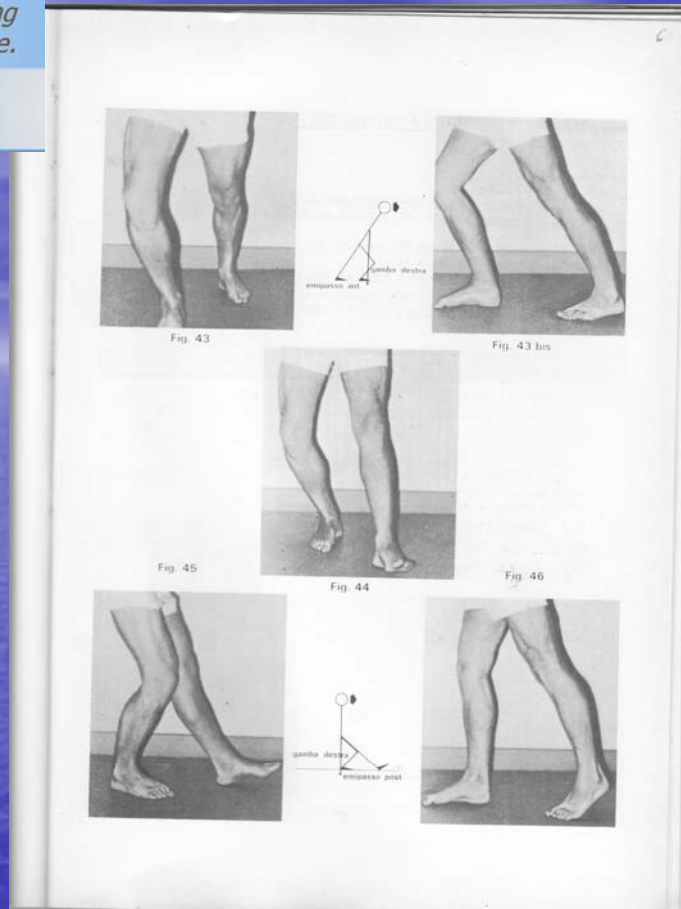 ng
e.
6
gamba destra
emipasso ant.
Fig. 43
Fig. 43 bis
Fig. 45
Fig. 44
Fig. 46
gamba destra
emipasso post